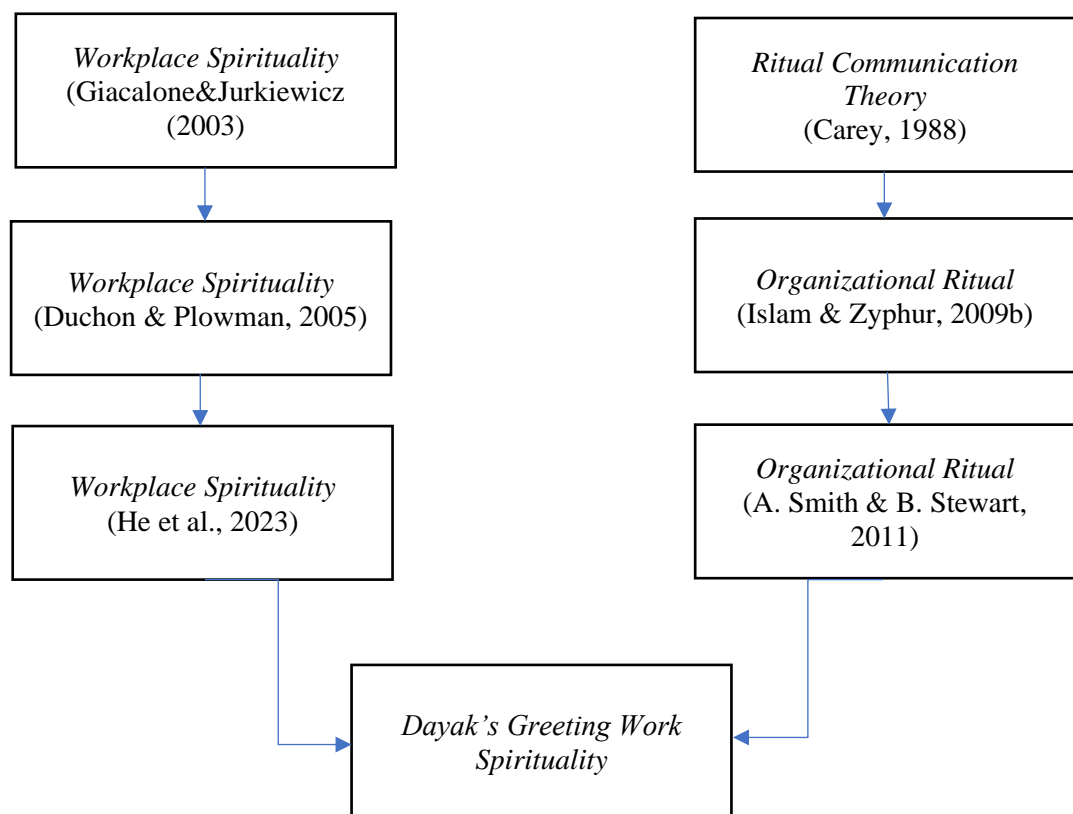 Workplace Spirituality
(Giacalone&Jurkiewicz
(2003)
Ritual Communication
Theory
(Carey, 1988)
Workplace Spirituality
(Duchon & Plowman, 2005)
Organizational Ritual
(Islam & Zyphur, 2009b)
Workplace Spirituality
(He et al., 2023)
Organizational Ritual
(A. Smith & B. Stewart,
2011)
Dayak’s Greeting Work
Spirituality